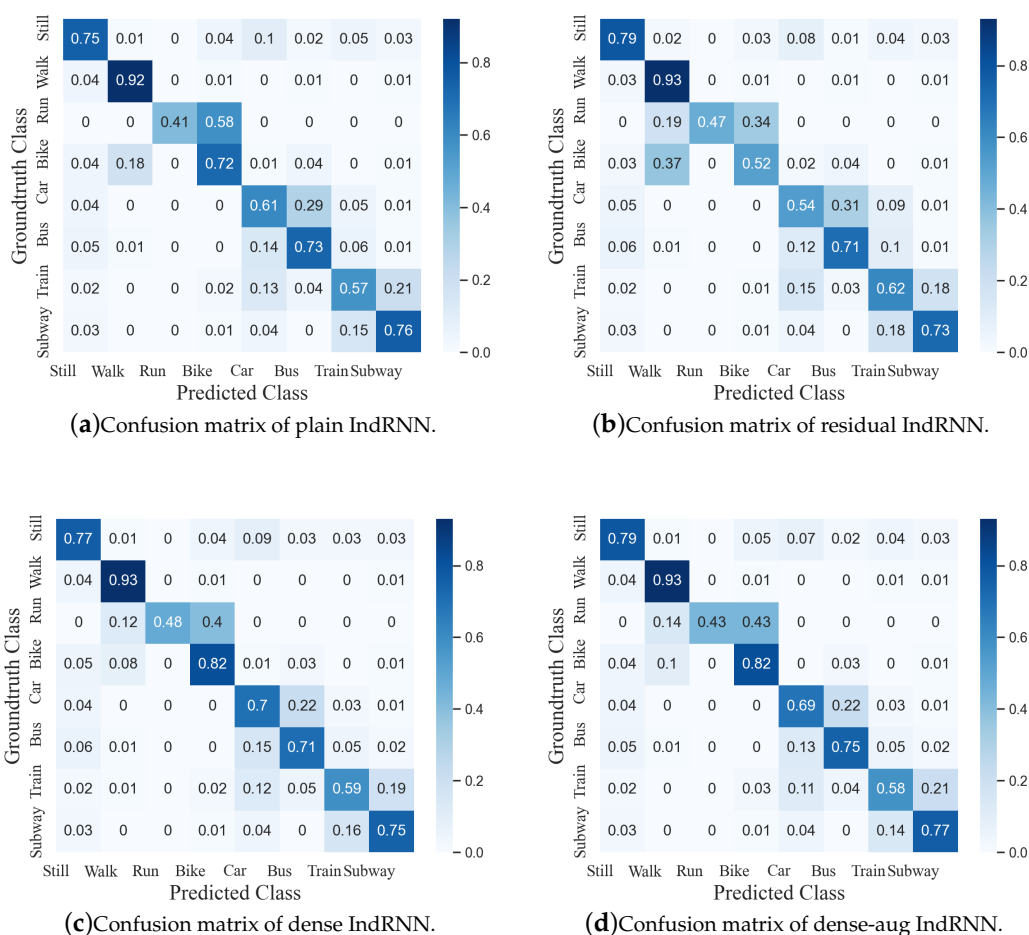 Still 0.75 0.01 0 0.04 0.1 0.02 0.05 0.03
Walk 0.04 0.92 0 0.01 0 0.01 0 0.01
Run 0 0 0.41 0.58 0 0 0 0
Bike 0.04 0.18 0 0.72 0.01 0.04 0 0.01
Car 0.04 0 0 0 0.61 0.29 0.05 0.01
Bus 0.05 0.01 0 0 0.14 0.73 0.06 0.01
Train 0.02 0 0 0.02 0.13 0.04 0.57 0.21
Subway 0.03 0 0 0.01 0.04 0 0.15 0.76
Groundtruth Class
0.8
0.6
0.4
0.2
0.0
Still Walk Run Bike Car Bus Train Subway
Predicted Class
(a)Confusion matrix of plain IndRNN.
Still 0.79 0.02 0 0.03 0.08 0.01 0.04 0.03
Walk 0.03 0.93 0 0.01 0 0.01 0 0.01
Run 0 0.19 0.47 0.34 0 0 0 0
Bike 0.03 0.37 0 0.52 0.02 0.04 0 0.01
Car 0.05 0 0 0 0.54 0.31 0.09 0.01
Bus 0.06 0.01 0 0 0.12 0.71 0.1 0.01
Train 0.02 0 0 0.01 0.15 0.03 0.62 0.18
Subway 0.03 0 0 0.01 0.04 0 0.18 0.73
Groundtruth Class
0.8
0.6
0.4
0.2
0.0
Still Walk Run Bike Car Bus Train Subway
Predicted Class
(b)Confusion matrix of residual IndRNN.
Still 0.77 0.01 0 0.04 0.09 0.03 0.03 0.03
Walk 0.04 0.93 0 0.01 0 0 0 0.01
Run 0 0.12 0.48 0.4 0 0 0 0
Bike 0.05 0.08 0 0.82 0.01 0.03 0 0.01
Car 0.04 0 0 0 0.7 0.22 0.03 0.01
Bus 0.06 0.01 0 0 0.15 0.71 0.05 0.02
Train 0.02 0.01 0 0.02 0.12 0.05 0.59 0.19
Subway 0.03 0 0 0.01 0.04 0 0.16 0.75
Groundtruth Class
0.8
0.6
0.4
0.2
0.0
Still Walk Run Bike Car Bus Train Subway
Predicted Class
(c)Confusion matrix of dense IndRNN.
Still 0.79 0.01 0 0.05 0.07 0.02 0.04 0.03
Walk 0.04 0.93 0 0.01 0 0 0.01 0.01
Run 0 0.14 0.43 0.43 0 0 0 0
Bike 0.04 0.1 0 0.82 0 0.03 0 0.01
Car 0.04 0 0 0 0.69 0.22 0.03 0.01
Bus 0.05 0.01 0 0 0.13 0.75 0.05 0.02
Train 0.02 0 0 0.03 0.11 0.04 0.58 0.21
Subway 0.03 0 0 0.01 0.04 0 0.14 0.77
Groundtruth Class
0.8
0.6
0.4
0.2
0.0
Still Walk Run Bike Car Bus Train Subway
Predicted Class
(d)Confusion matrix of dense-aug IndRNN.